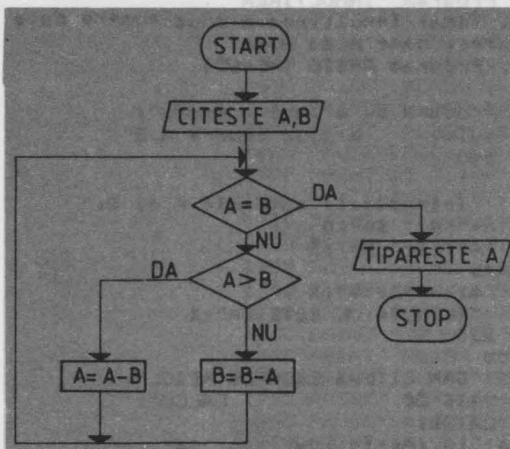 START
CITESTE A,B
A = B
DA
NU
A > B
DA
NU
TIPARESTE A
STOP
A = A-B
B = B-A